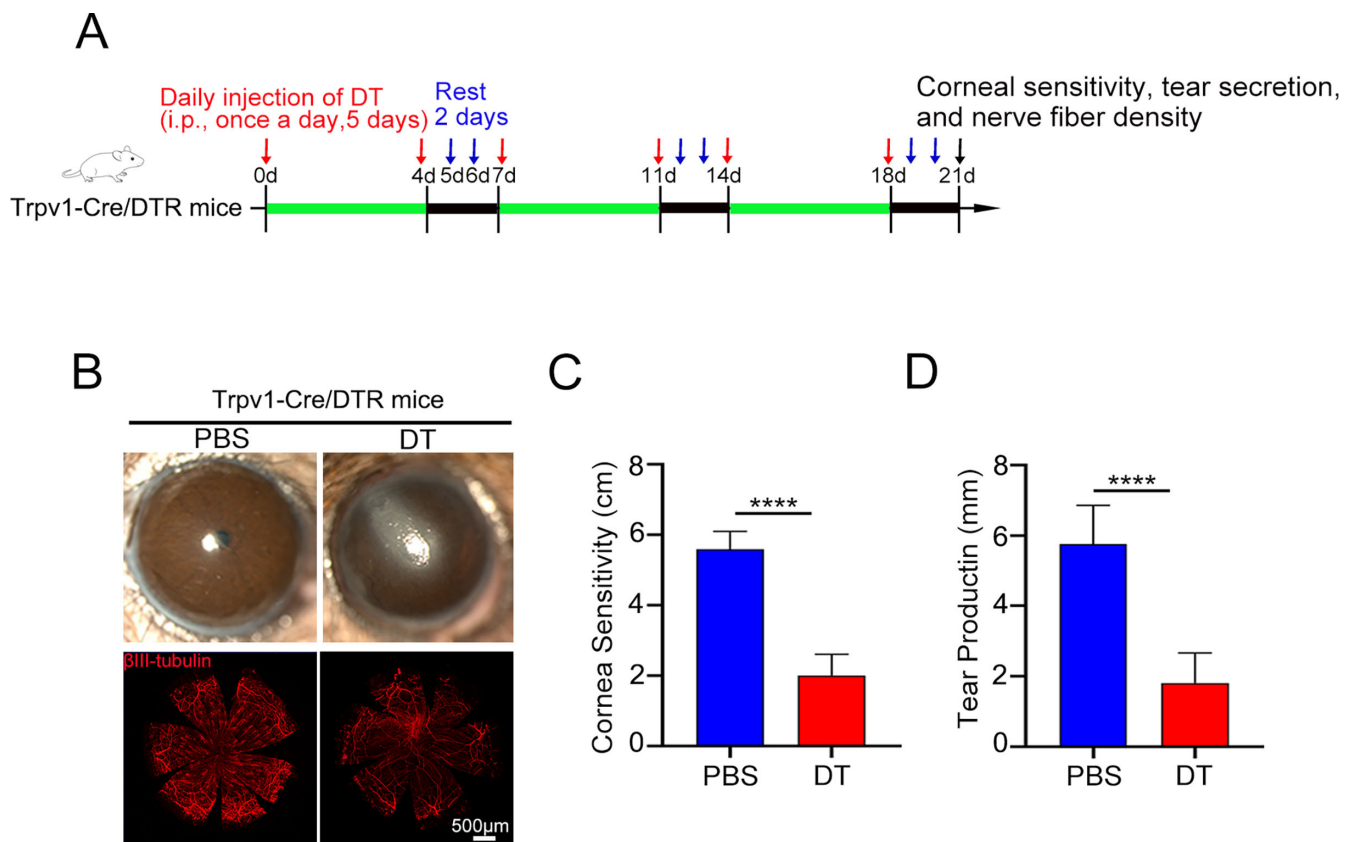 A
Daily injection of DT
(i.p., once a day,5 days)
Rest
2 days
Corneal sensitivity, tear secretion,
and nerve fiber density
0d 4d 5d 6d 7d 11d 14d 18d 21d
Trpv1-Cre/DTR mice
B
Trpv1-Cre/DTR mice
PBS DT
βIII-tubulin
500μm
C
Cornea Sensitivity (cm)
8
6
4
2
0
****
PBS DT
D
Tear Productin (mm)
8
6
4
2
0
****
PBS DT